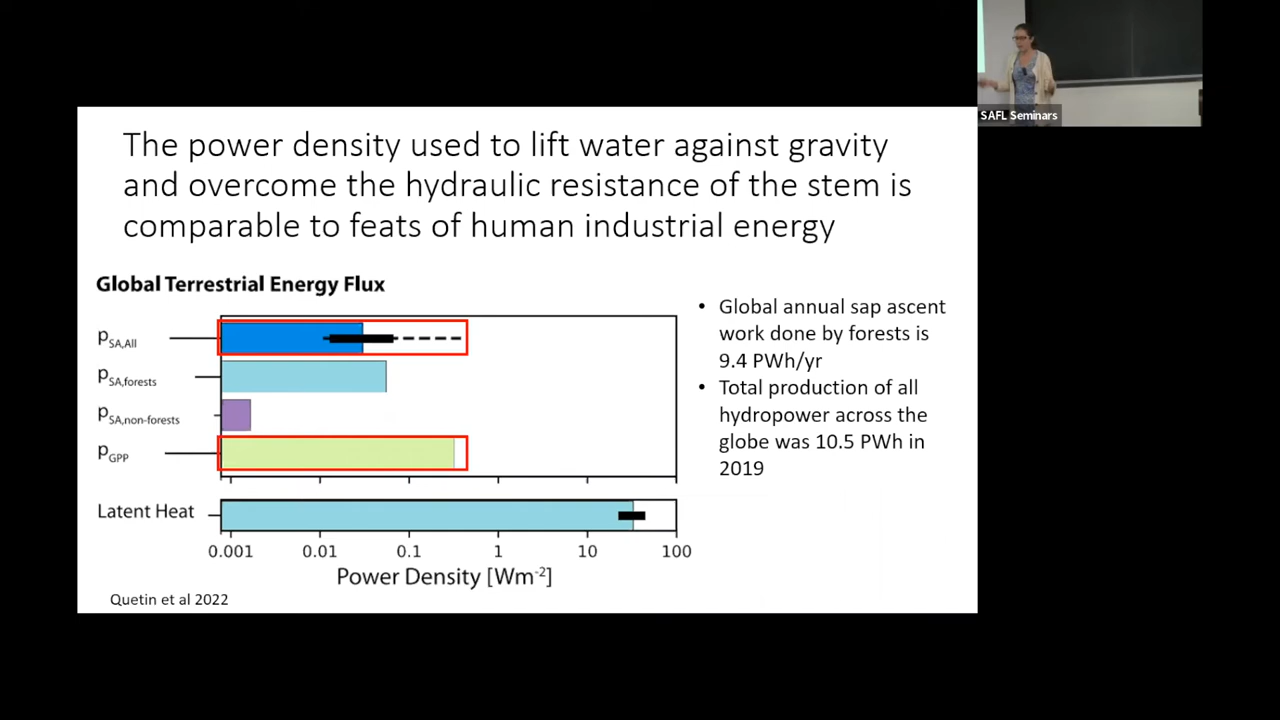 SAFL Seminars
The power density used to lift water against gravity
and overcome the hydraulic resistance of the stem is
comparable to feats of human industrial energy
Global Terrestrial Energy Flux
pSA,All
pSA,forests
pSA,non-forests
pGPP
Latent Heat
0.001 0.01 0.1 1 10 100
Power Density [Wm-2]
Quetin et al 2022
• Global annual sap ascent
work done by forests is
9.4 PWh/yr
• Total production of all
hydropower across the
globe was 10.5 PWh in
2019